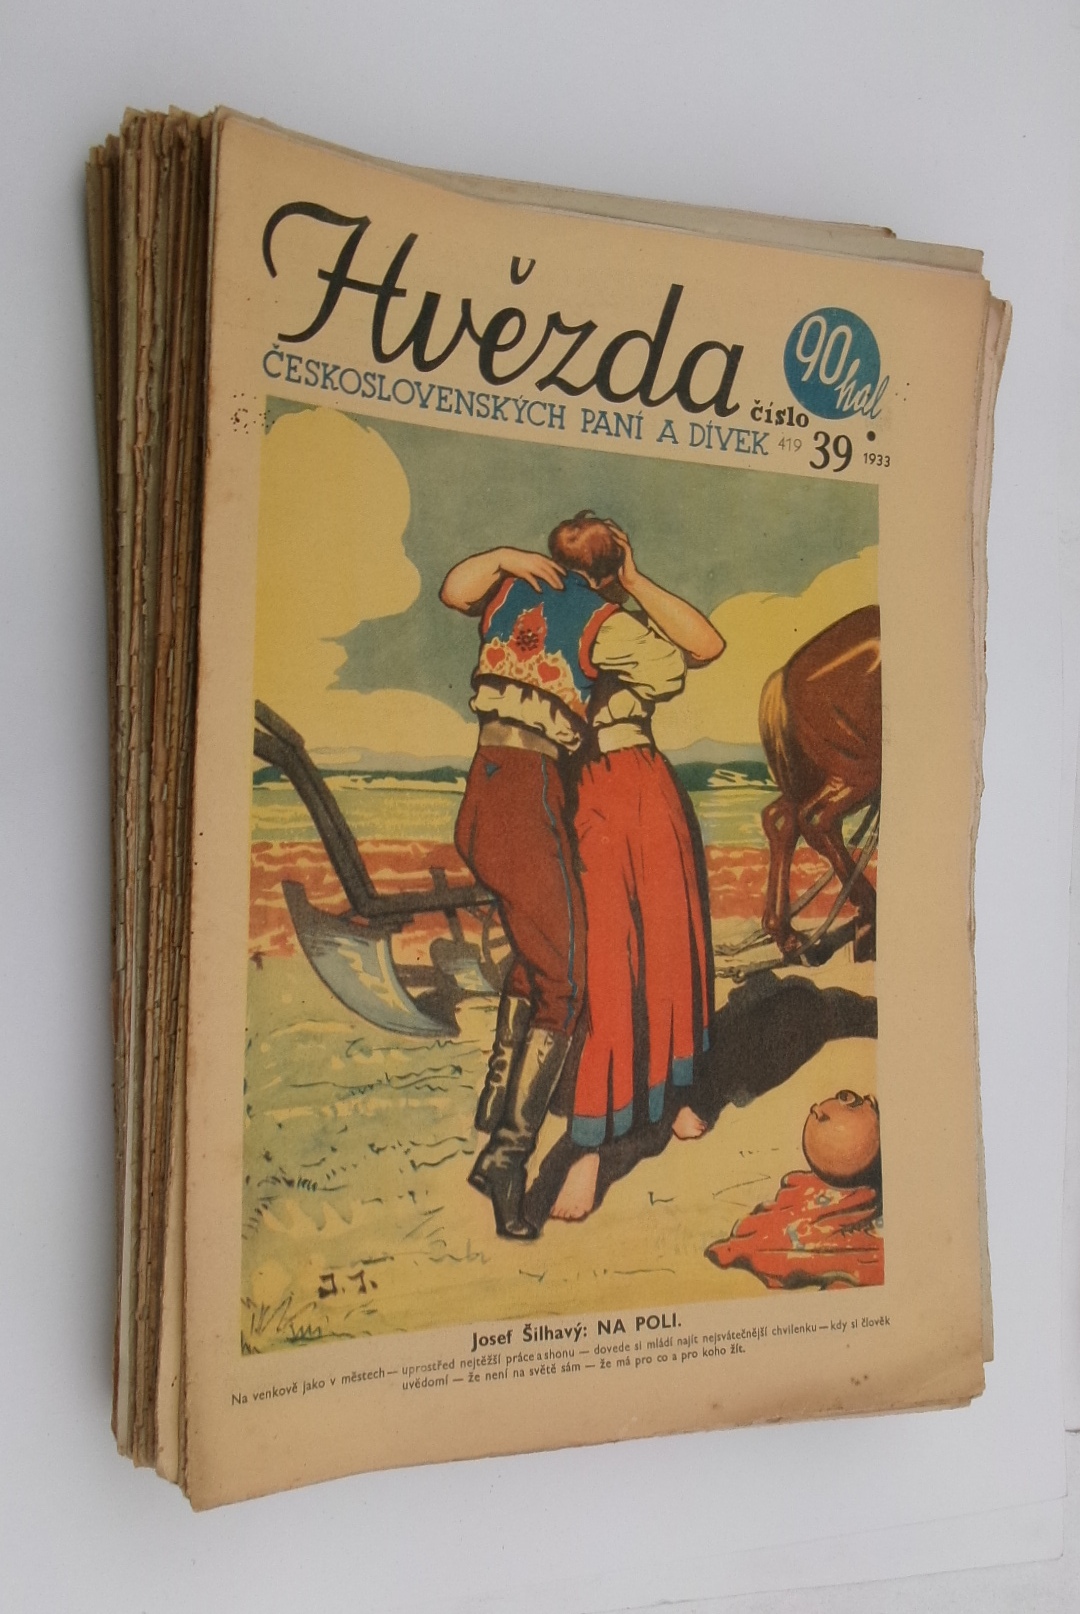 Hvězda
90 hal
ČESKOSLOVENSKÝCH PANÍ A DÍVEK
číslo
419 39 • 1933
J. J.
Josef Šilhavý: NA POLI.
Na venkově jako v městech — uprostřed nejtěžší práce a shonu — dovede si mládí najít nejsvátečnější chvilenku — kdy si člověk
uvědomí — že není na světě sám — že má pro co a pro koho žít.